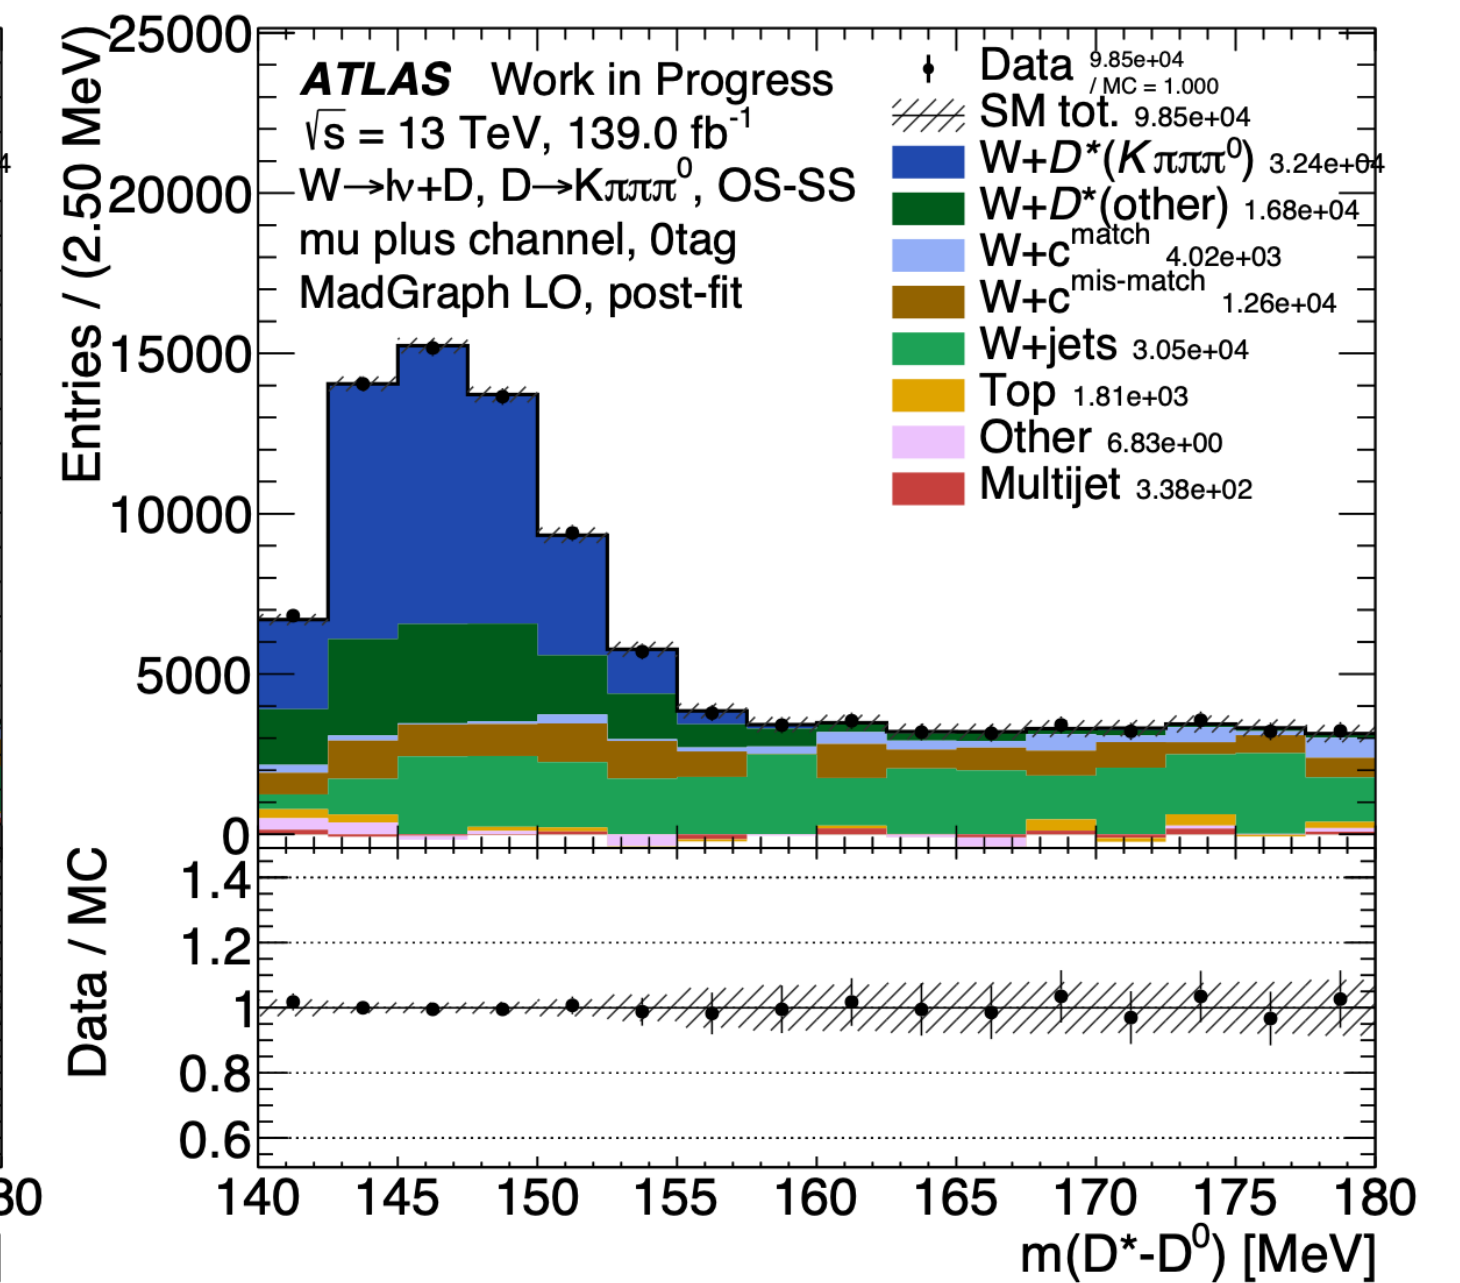 25000
20000
15000
10000
5000
0
Entries / (2.50 MeV)
ATLAS Work in Progress
√s = 13 TeV, 139.0 fb⁻¹
W→lν+D, D→Kπππ⁰, OS-SS
mu plus channel, 0tag
MadGraph LO, post-fit
Data 9.85e+04
/ MC = 1.000
SM tot. 9.85e+04
W+D*(Kπππ⁰) 3.24e+04
W+D*(other) 1.68e+04
W+c^match 4.02e+03
W+c^mis-match 1.26e+04
W+jets 3.05e+04
Top 1.81e+03
Other 6.83e+00
Multijet 3.38e+02
4
Data / MC
1.4
1.2
1
0.8
0.6
80
140 145 150 155 160 165 170 175 180
m(D*-D⁰) [MeV]